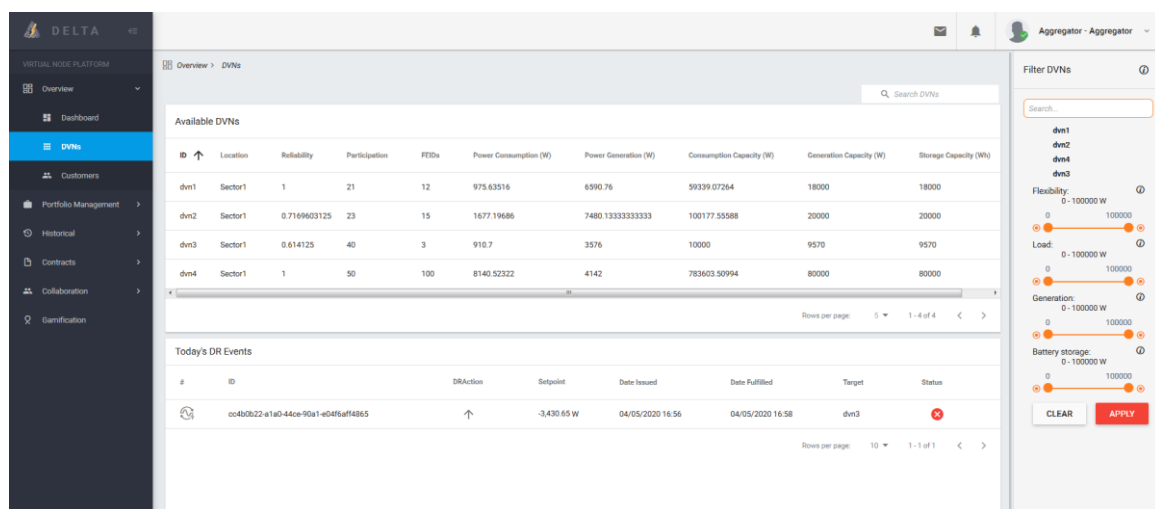 DELTA
Aggregator - Aggregator
VIRTUAL NODE PLATFORM
Overview
Dashboard
DVNs
Customers
Portfolio Management
Historical
Contracts
Collaboration
Gamification
Overview > DVNs
Search DVNs
Available DVNs
ID Location Reliability Participation FEIDs Power Consumption (W) Power Generation (W) Consumption Capacity (W) Generation Capacity (W) Storage Capacity (Wh)
dvn1 Sector1 1 21 12 975.63516 6590.76 59339.07264 18000 18000
dvn2 Sector1 0.7169603125 23 15 1677.19686 7480.13333333333 100177.55588 20000 20000
dvn3 Sector1 0.614125 40 3 910.7 3576 10000 9570 9570
dvn4 Sector1 1 50 100 8140.52322 4142 783603.50994 80000 80000
Rows per page: 5 1 - 4 of 4
Today's DR Events
# ID DRAction Setpoint Date Issued Date Fulfilled Target Status
cc4b0b22-a1a0-44ce-90a1-e04f6aff4865 -3,430.65 W 04/05/2020 16:56 04/05/2020 16:58 dvn3
Rows per page: 10 1 - 1 of 1
Filter DVNs
Search...
dvn1
dvn2
dvn4
dvn3
Flexibility:
0 - 100000 W
0 100000
Load:
0 - 100000 W
0 100000
Generation:
0 - 100000 W
0 100000
Battery storage:
0 - 100000 W
0 100000
CLEAR APPLY